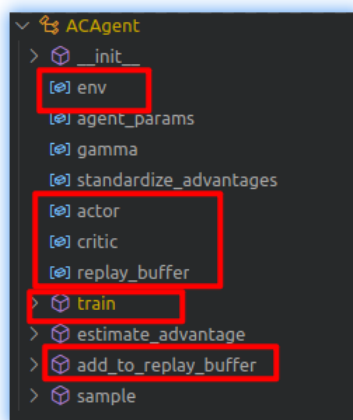 ACAgent
__init__
env
agent_params
gamma
standardize_advantages
actor
critic
replay_buffer
train
estimate_advantage
add_to_replay_buffer
sample